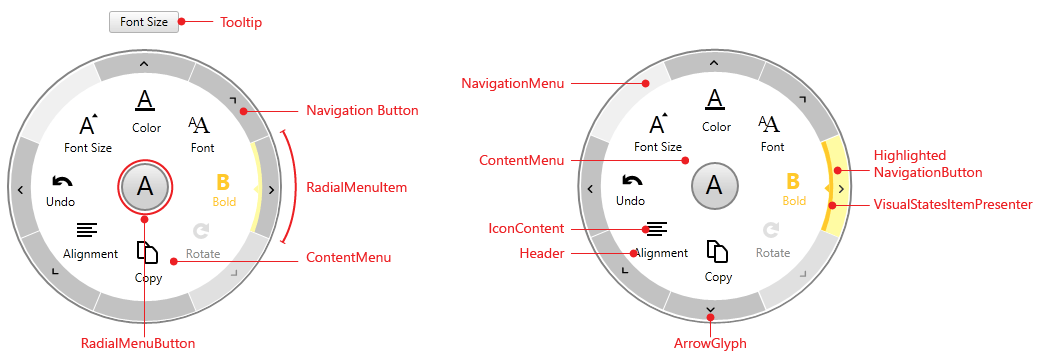 Font Size
Tooltip
A
Color
A
Font Size
AA
Font
Navigation Button
RadialMenuItem
Undo
A
B
Bold
Alignment
Copy
Rotate
ContentMenu
RadialMenuButton
NavigationMenu
A
Color
A
Font Size
AA
Font
ContentMenu
Highlighted
NavigationButton
Undo
A
B
Bold
VisualStatesItemPresenter
IconContent
Header
Alignment
Copy
Rotate
ArrowGlyph